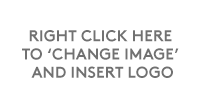 RIGHT CLICK HERE
TO ‘CHANGE IMAGE’
AND INSERT LOGO